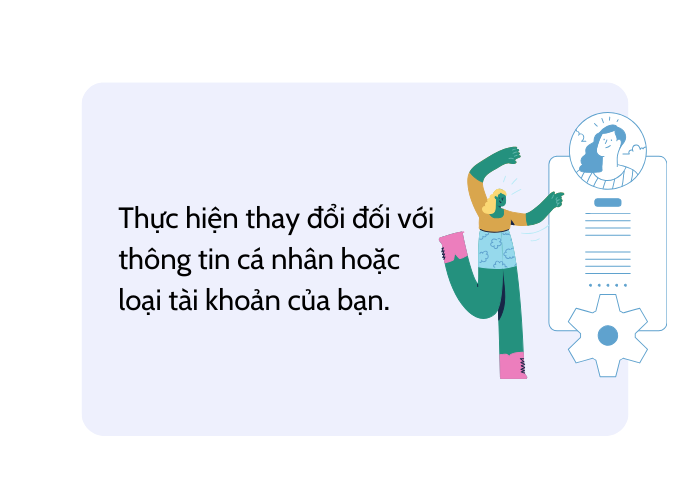 Thực hiện thay đổi đối với
thông tin cá nhân hoặc
loại tài khoản của bạn.